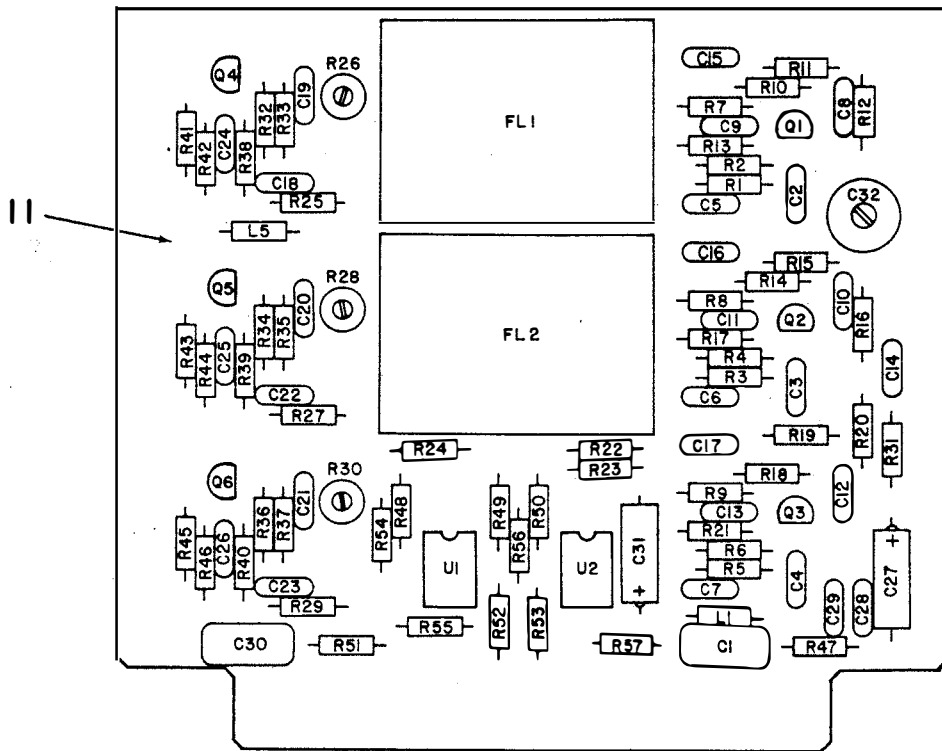 C15
Q4
R26
R11
R10
C19
R32
R33
FL1
R7
C8
R12
R41
R42
C24
R38
C9
Q1
R13
R2
C18
R1
C2
R25
C5
C32
11
L5
C16
R15
R14
Q5
R28
C20
R34
R35
FL2
R8
C10
R16
R43
R44
C25
R39
C11
Q2
R17
R4
C14
C22
R3
C3
R27
C6
R24
R22
R23
C17
R19
R20
R31
Q6
R30
R18
C21
R36
R37
R54
R48
R49
R50
R56
C31
+
R9
C12
C13
Q3
R45
R46
C26
R40
U1
U2
R21
R6
R5
C4
C27
+
C23
C7
C29
C28
R29
R55
R52
R53
L1
C30
R51
R57
C1
R47